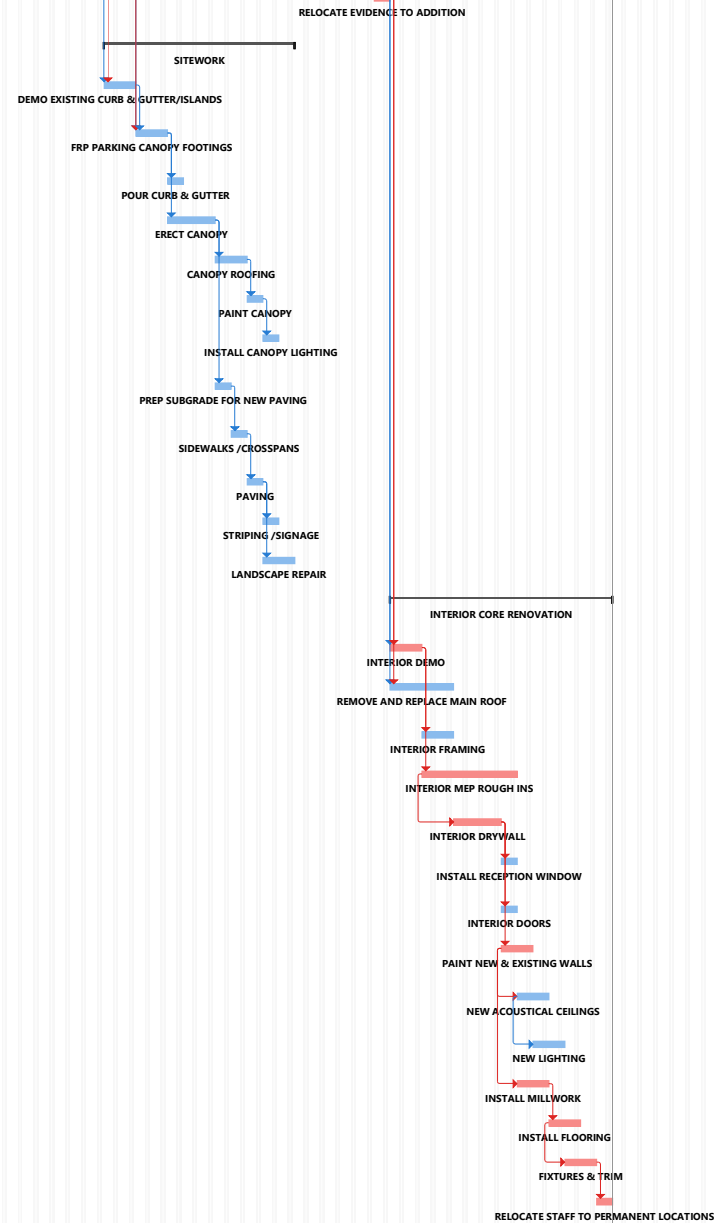 RELOCATE EVIDENCE TO ADDITION
SITEWORK
DEMO EXISTING CURB & GUTTER/ISLANDS
FRP PARKING CANOPY FOOTINGS
POUR CURB & GUTTER
ERECT CANOPY
CANOPY ROOFING
PAINT CANOPY
INSTALL CANOPY LIGHTING
PREP SUBGRADE FOR NEW PAVING
SIDEWALKS /CROSSPANS
PAVING
STRIPING /SIGNAGE
LANDSCAPE REPAIR
INTERIOR CORE RENOVATION
INTERIOR DEMO
REMOVE AND REPLACE MAIN ROOF
INTERIOR FRAMING
INTERIOR MEP ROUGH INS
INTERIOR DRYWALL
INSTALL RECEPTION WINDOW
INTERIOR DOORS
PAINT NEW & EXISTING WALLS
NEW ACOUSTICAL CEILINGS
NEW LIGHTING
INSTALL MILLWORK
INSTALL FLOORING
FIXTURES & TRIM
RELOCATE STAFF TO PERMANENT LOCATIONS